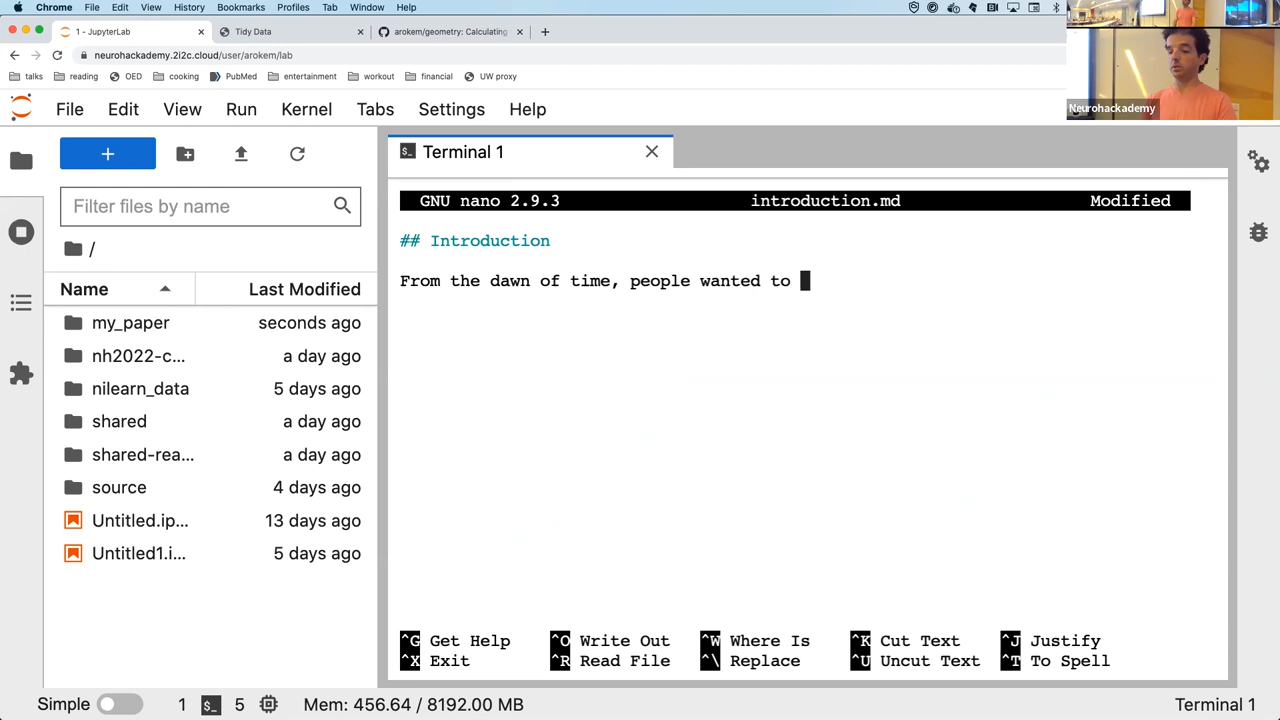 Chrome File Edit View History Bookmarks Profiles Tab Window Help
1 - JupyterLab Tidy Data arokem/geometry: Calculating
neurohackademy.2i2c.cloud/user/arokem/lab
talks reading OED cooking PubMed entertainment workout financial UW proxy
Neurohackademy
File Edit View Run Kernel Tabs Settings Help
+
Terminal 1
Filter files by name
/
Name Last Modified
my_paper seconds ago
nh2022-c... a day ago
nilearn_data 5 days ago
shared a day ago
shared-rea... a day ago
source 4 days ago
Untitled.ip... 13 days ago
Untitled1.i... 5 days ago
GNU nano 2.9.3 introduction.md Modified
## Introduction
From the dawn of time, people wanted to
^G Get Help ^O Write Out ^W Where Is ^K Cut Text ^J Justify
^X Exit ^R Read File ^\ Replace ^U Uncut Text ^T To Spell
Simple 1 $_ 5 Mem: 456.64 / 8192.00 MB Terminal 1